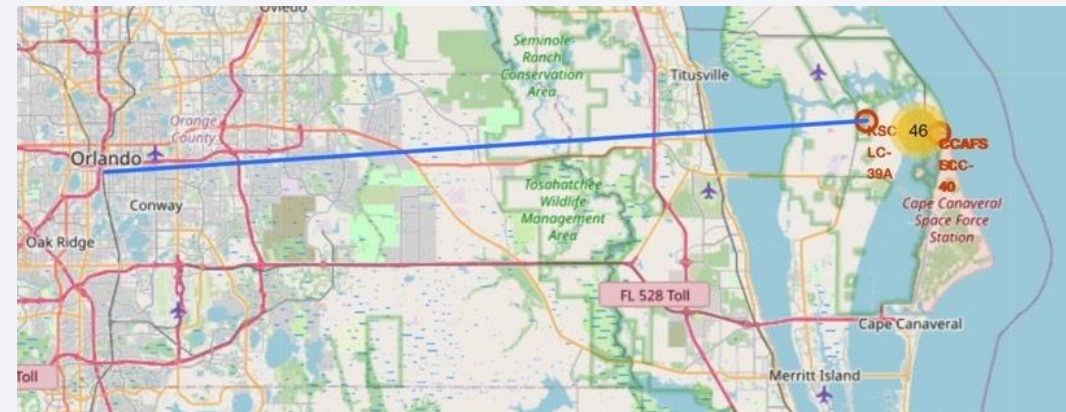 Oviedo
Seminole
Ranch
Conservation
Area
Titusville
Orange
County
Orlando
46
KSC
LC-
39A
CCAFS
SLC-
40
Conway
Tosohatchee
Wildlife
Management
Area
Cape Canaveral
Space Force
Station
Oak Ridge
FL 528 Toll
Cape Canaveral
Toll
Merritt Island